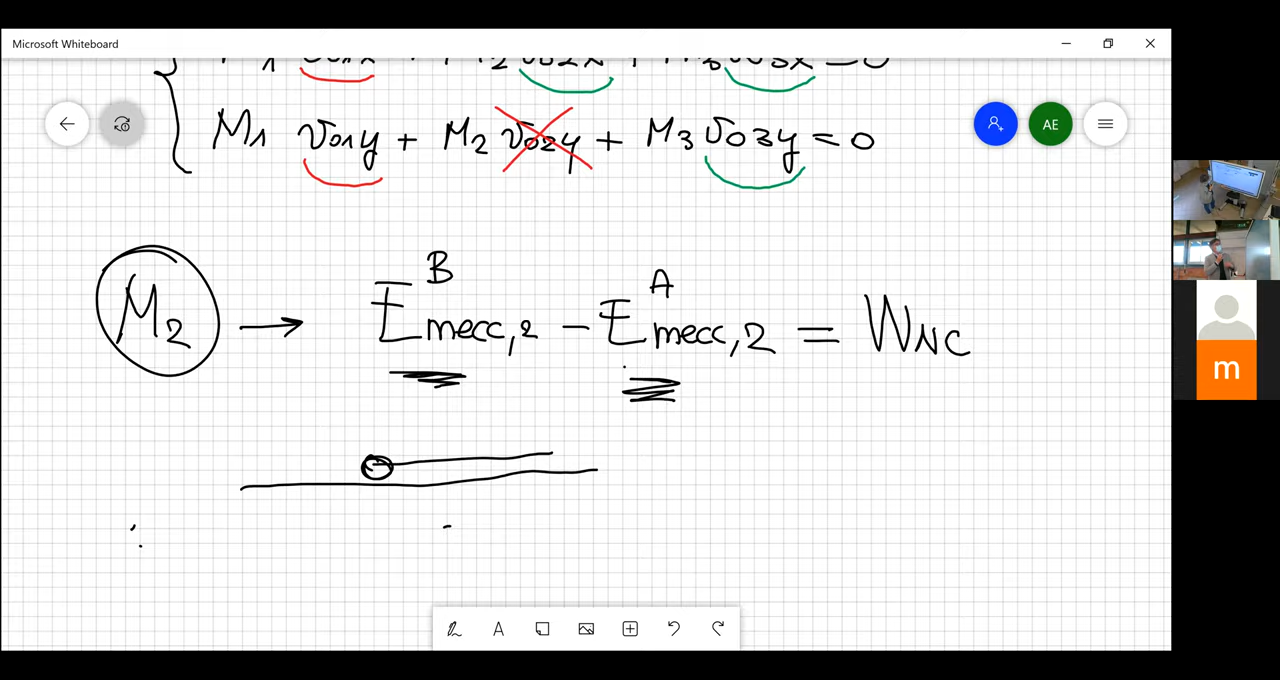 Microsoft Whiteboard
M1 v01y + M2 v02y + M3 v03y = 0
AE
M2 → E^B mecc,2 − E^A mecc,2 = WNC
m
A